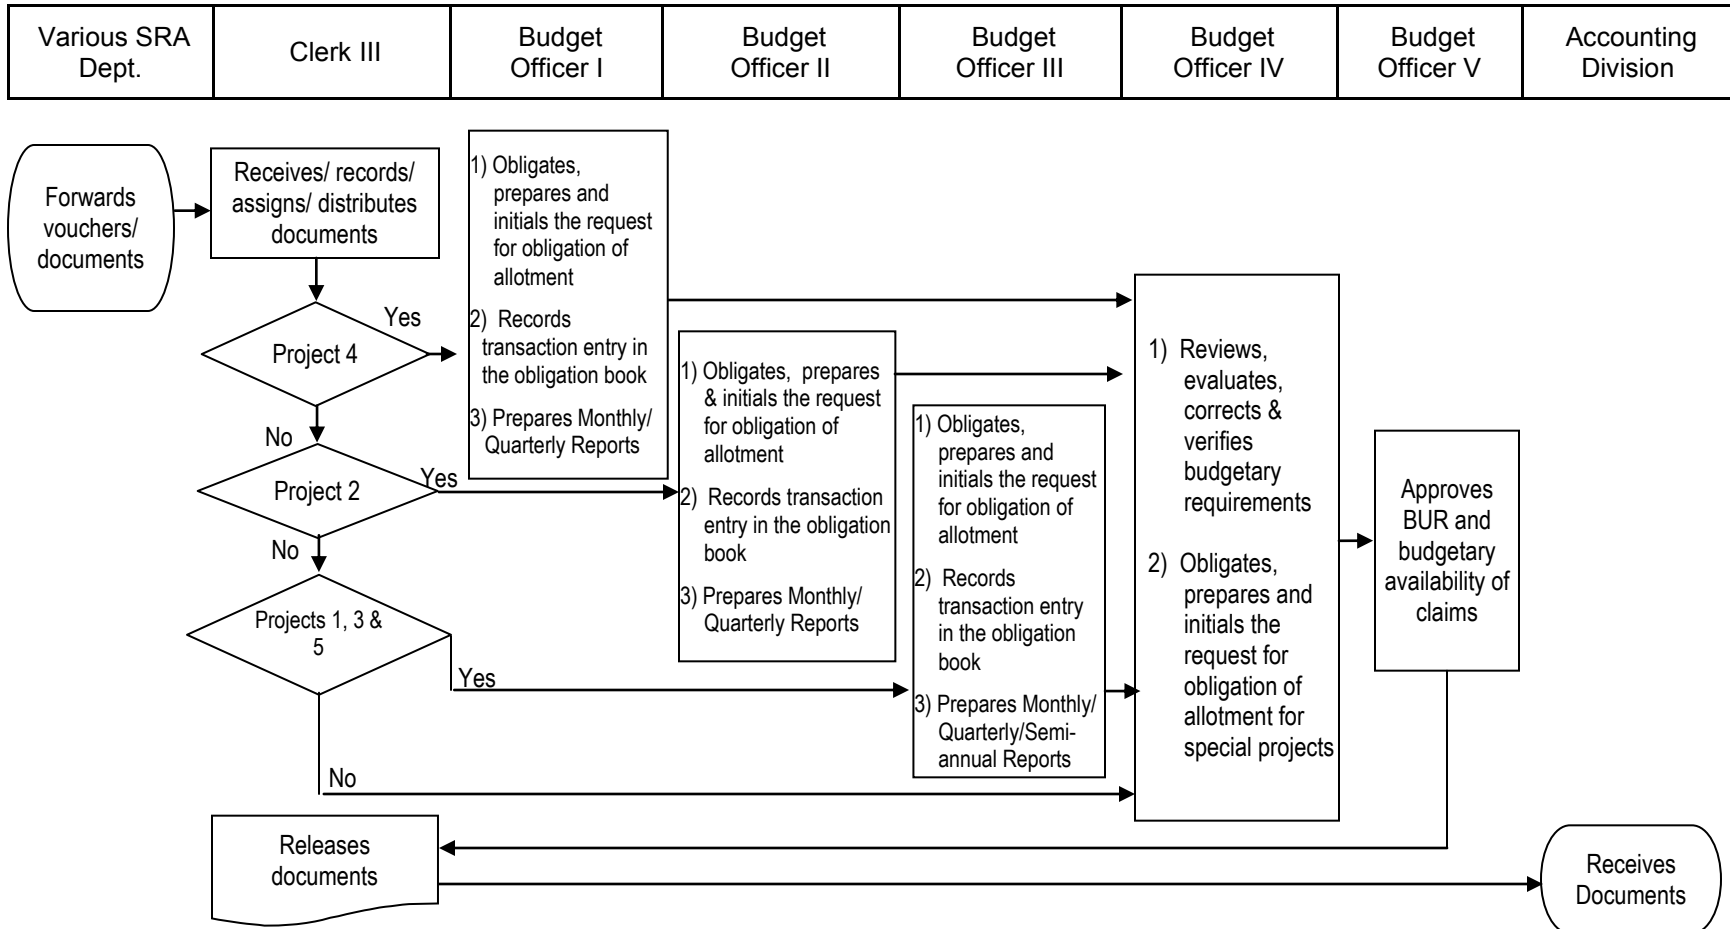 Various SRA
Dept.
Clerk III
Budget
Officer I
Budget
Officer II
Budget
Officer III
Budget
Officer IV
Budget
Officer V
Accounting
Division
Forwards
vouchers/
documents
Receives/ records/
assigns/ distributes
documents
Project 4
Yes
No
Project 2
Yes
No
Projects 1, 3 &
5
Yes
No
1) Obligates,
prepares and
initials the request
for obligation of
allotment
2) Records
transaction entry in
the obligation book
3) Prepares Monthly/
Quarterly Reports
1) Obligates, prepares
& initials the request
for obligation of
allotment
2) Records transaction
entry in the obligation
book
3) Prepares Monthly/
Quarterly Reports
1) Obligates,
prepares and
initials the request
for obligation of
allotment
2) Records
transaction entry
in the obligation
book
3) Prepares Monthly/
Quarterly/Semi-
annual Reports
1) Reviews,
evaluates,
corrects &
verifies
budgetary
requirements
2) Obligates,
prepares and
initials the
request for
obligation of
allotment for
special projects
Approves
BUR and
budgetary
availability of
claims
Releases
documents
Receives
Documents